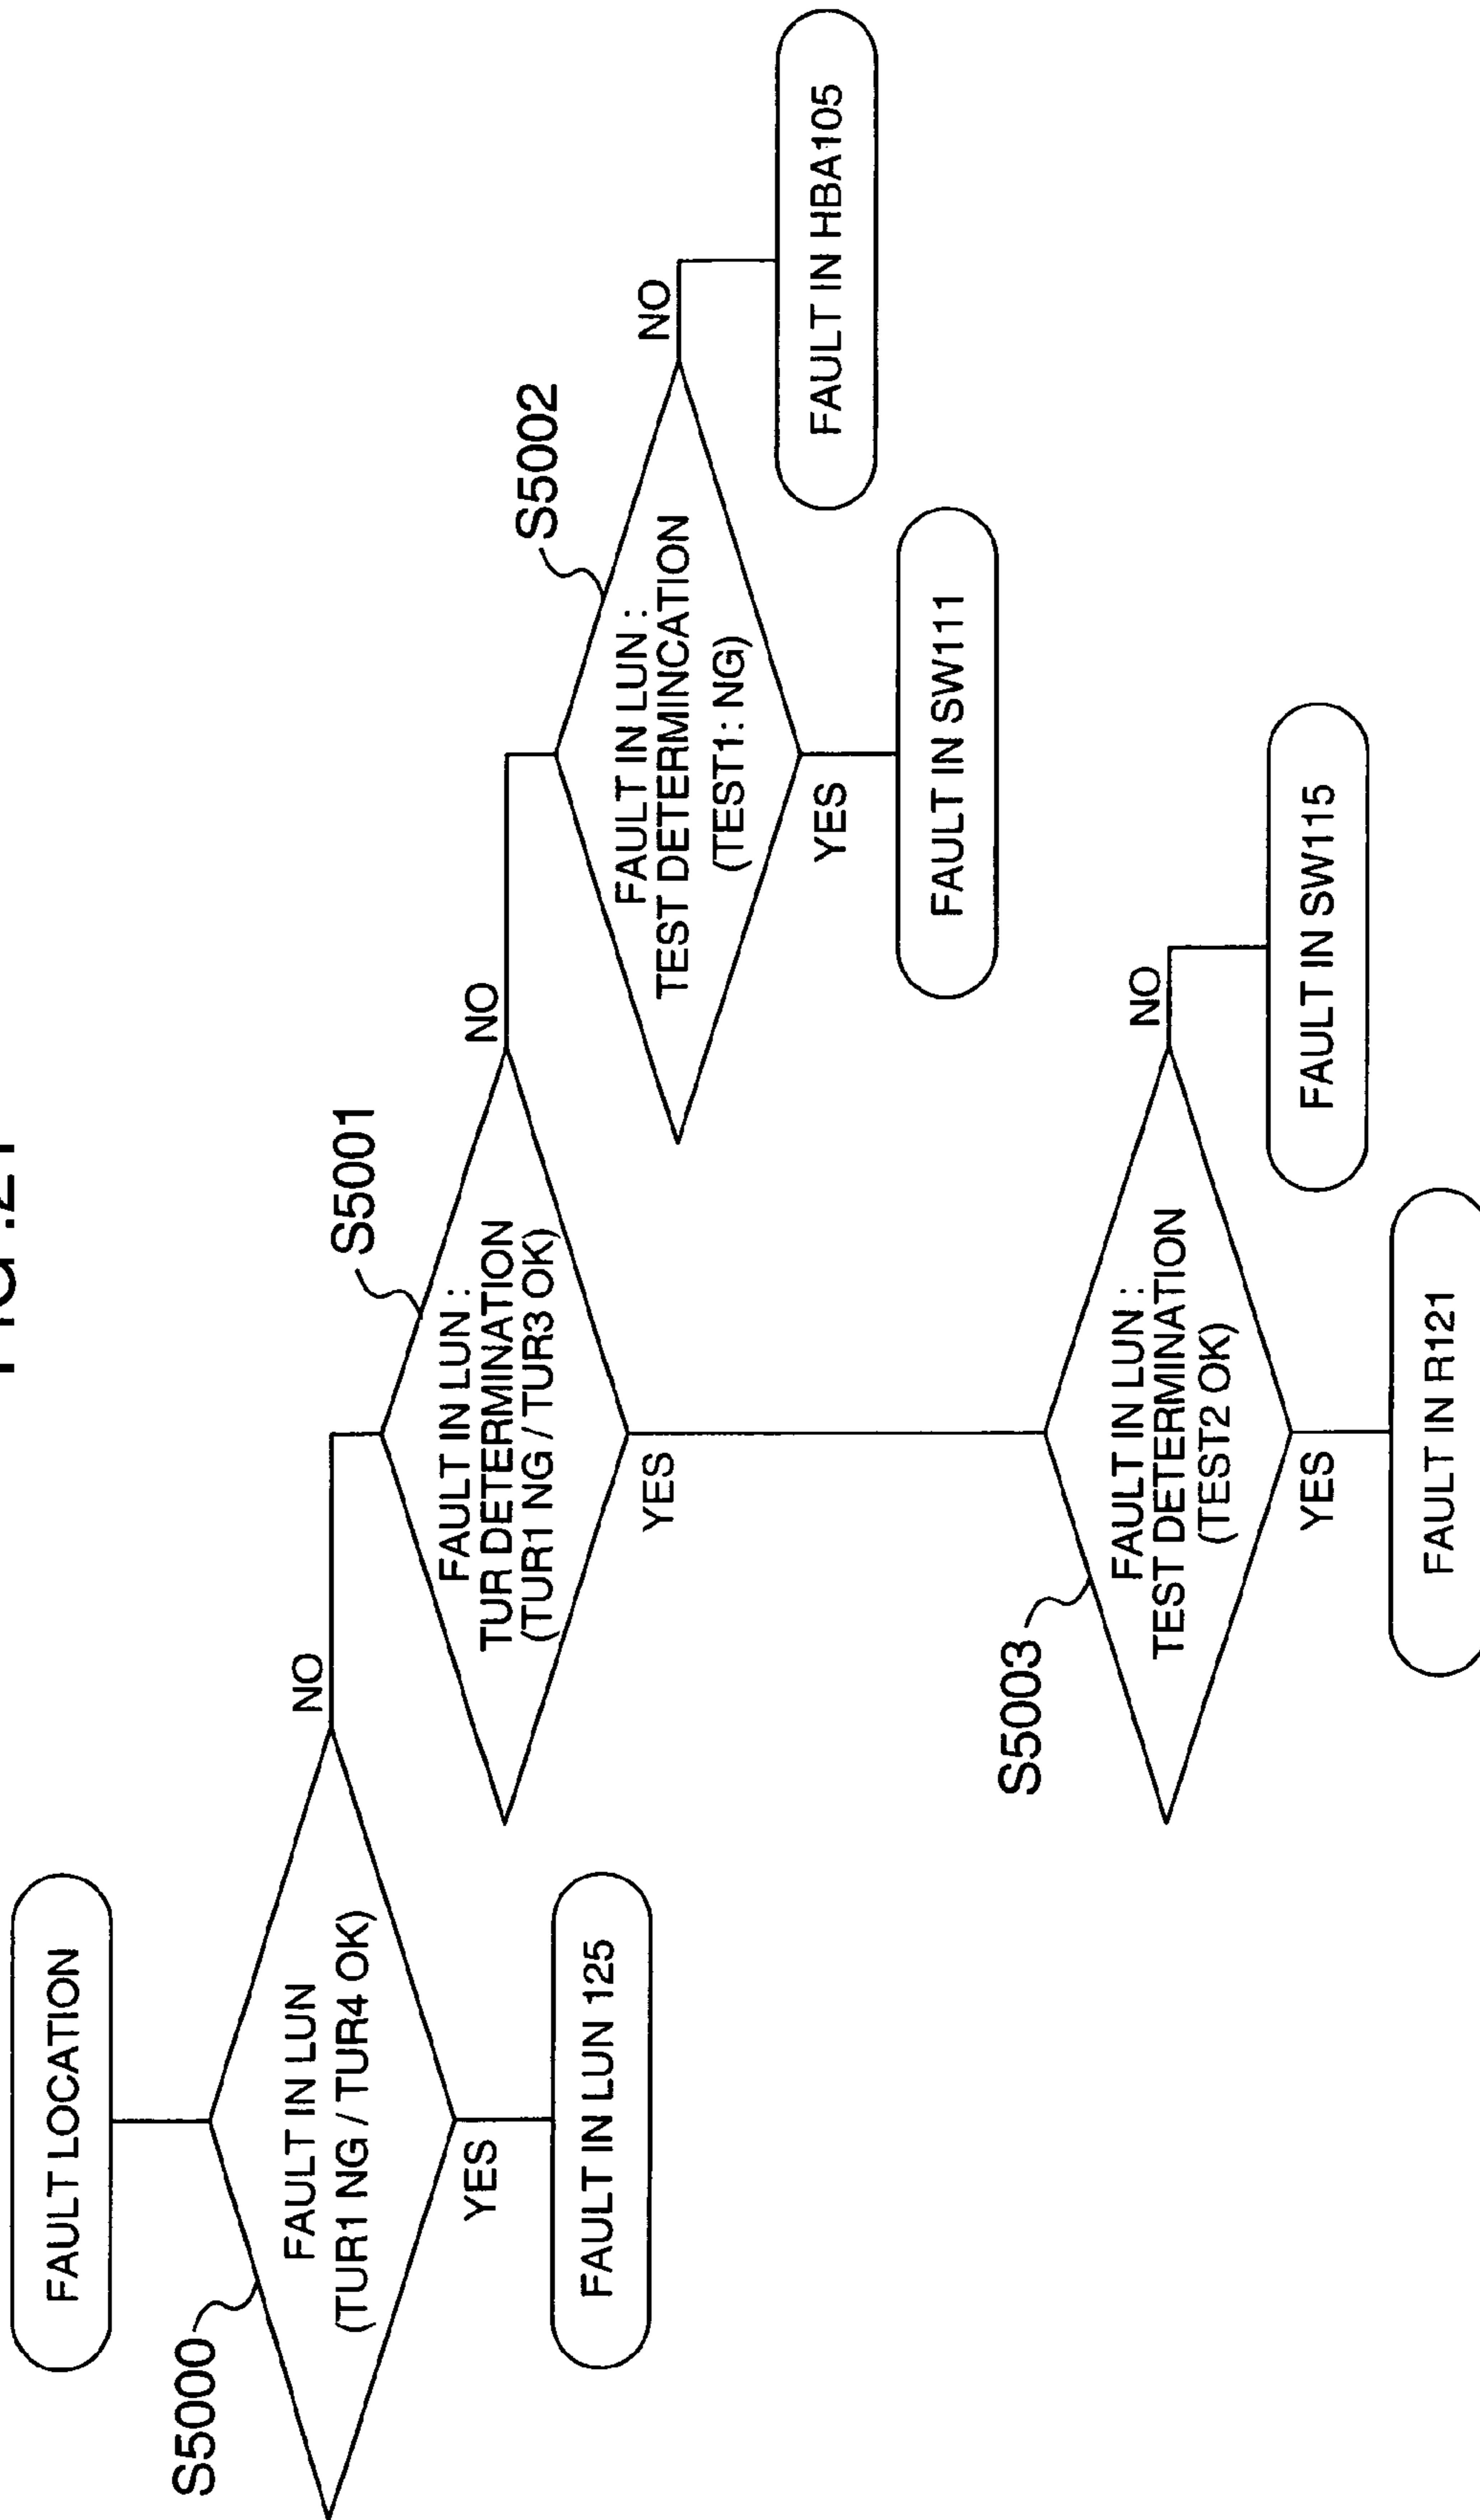 FIG.21
FAULT LOCATION
S5000
FAULT IN LUN
(TUR1 NG / TUR4 OK)
NO
YES
FAULT IN LUN 125
S5001
FAULT IN LUN:
TUR DETERMINATION
(TUR1 NG / TUR3 OK)
NO
YES
S5002
FAULT IN LUN:
TEST DETERMINATION
(TEST1: NG)
NO
FAULT IN HBA105
YES
FAULT IN SW111
S5003
FAULT IN LUN:
TEST DETERMINATION
(TEST2 OK)
NO
FAULT IN SW115
YES
FAULT IN R121